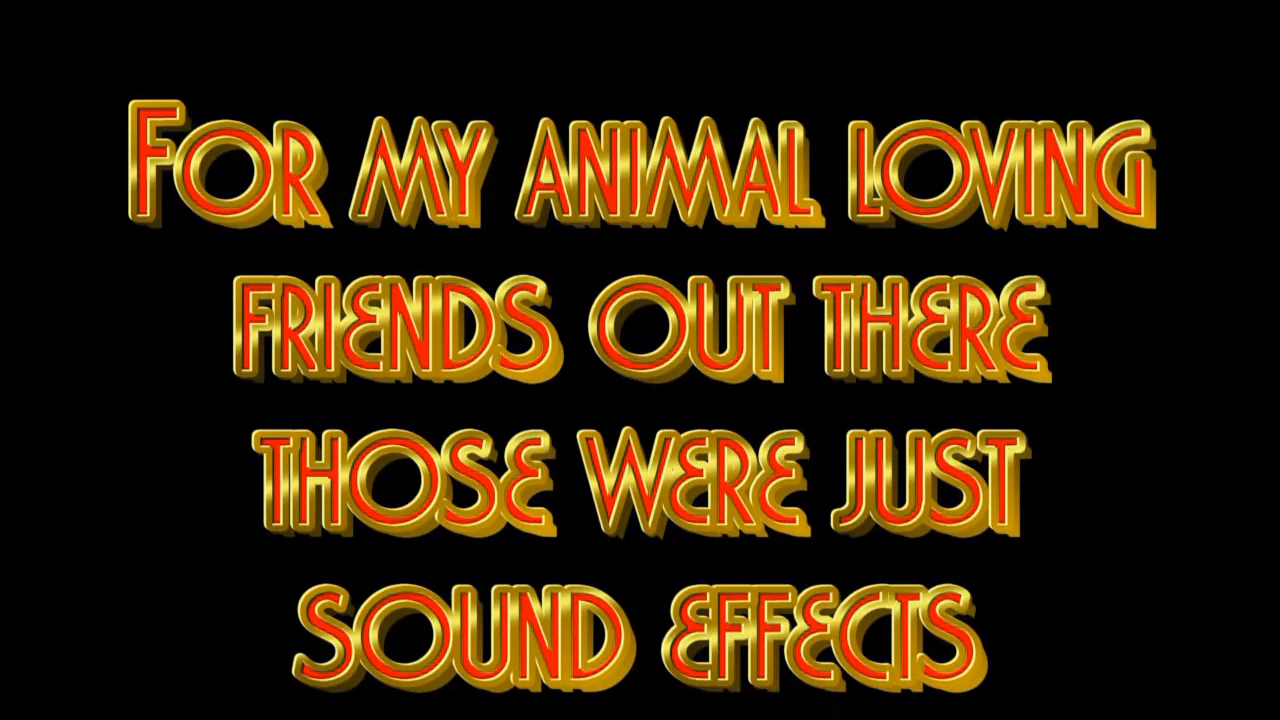 For my animal loving
friends out there
those were just
sound effects